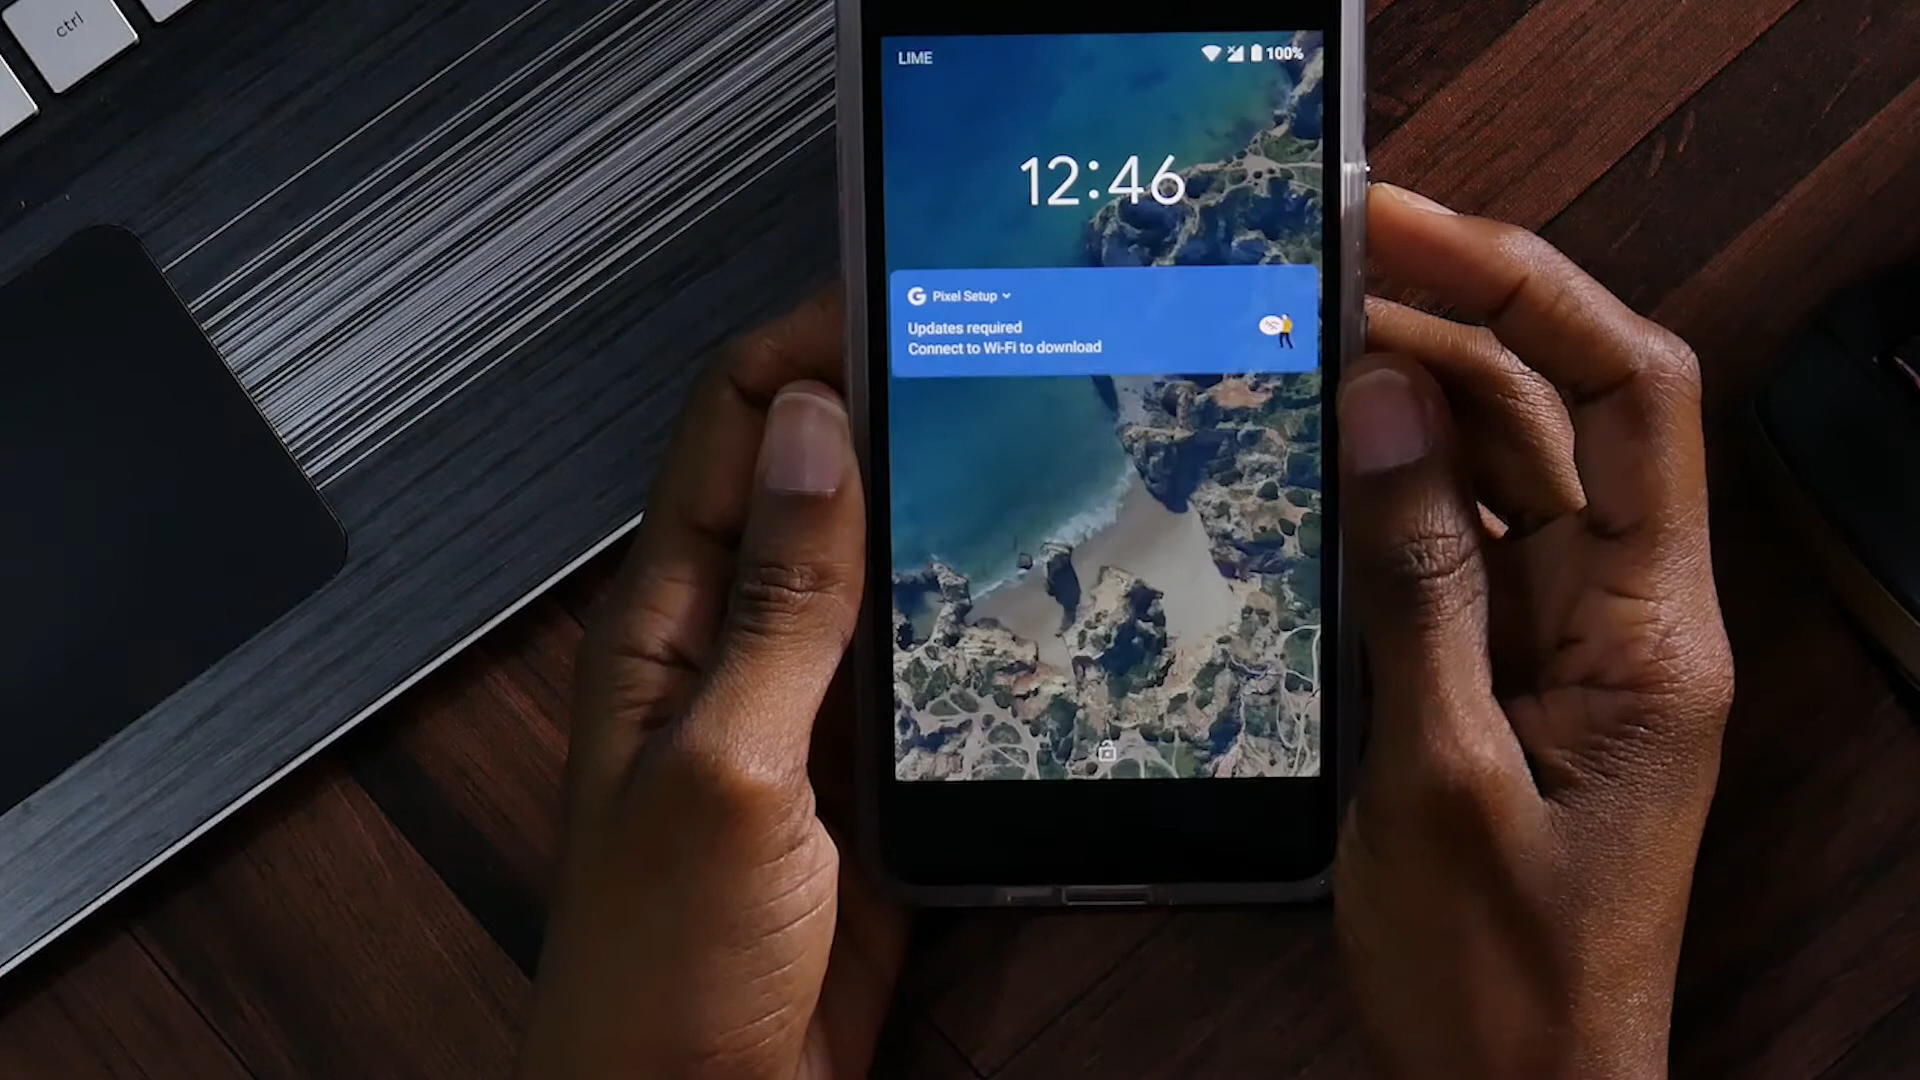 ctrl
LIME
100%
12:46
Pixel Setup
Updates required
Connect to Wi-Fi to download